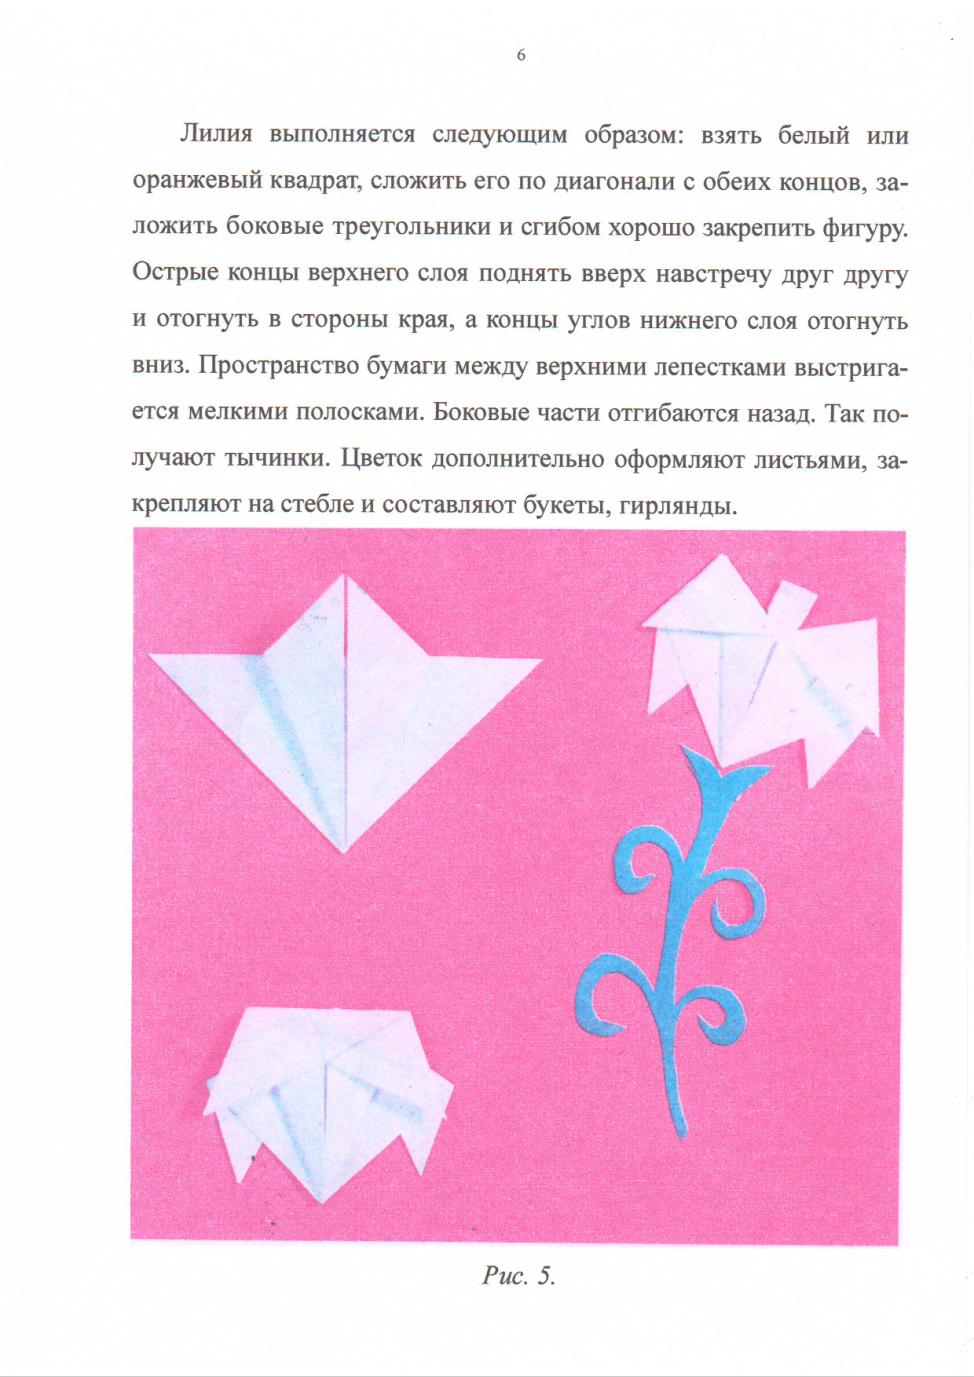 6
Лилия выполняется следующим образом: взять белый или
оранжевый квадрат, сложить его по диагонали с обеих концов, за-
ложить боковые треугольники и сгибом хорошо закрепить фигуру.
Острые концы верхнего слоя поднять вверх навстречу друг другу
и отогнуть в стороны края, а концы углов нижнего слоя отогнуть
вниз. Пространство бумаги между верхними лепестками выстрига-
ется мелкими полосками. Боковые части отгибаются назад. Так по-
лучают тычинки. Цветок дополнительно оформляют листьями, за-
крепляют на стебле и составляют букеты, гирлянды.
Рис. 5.